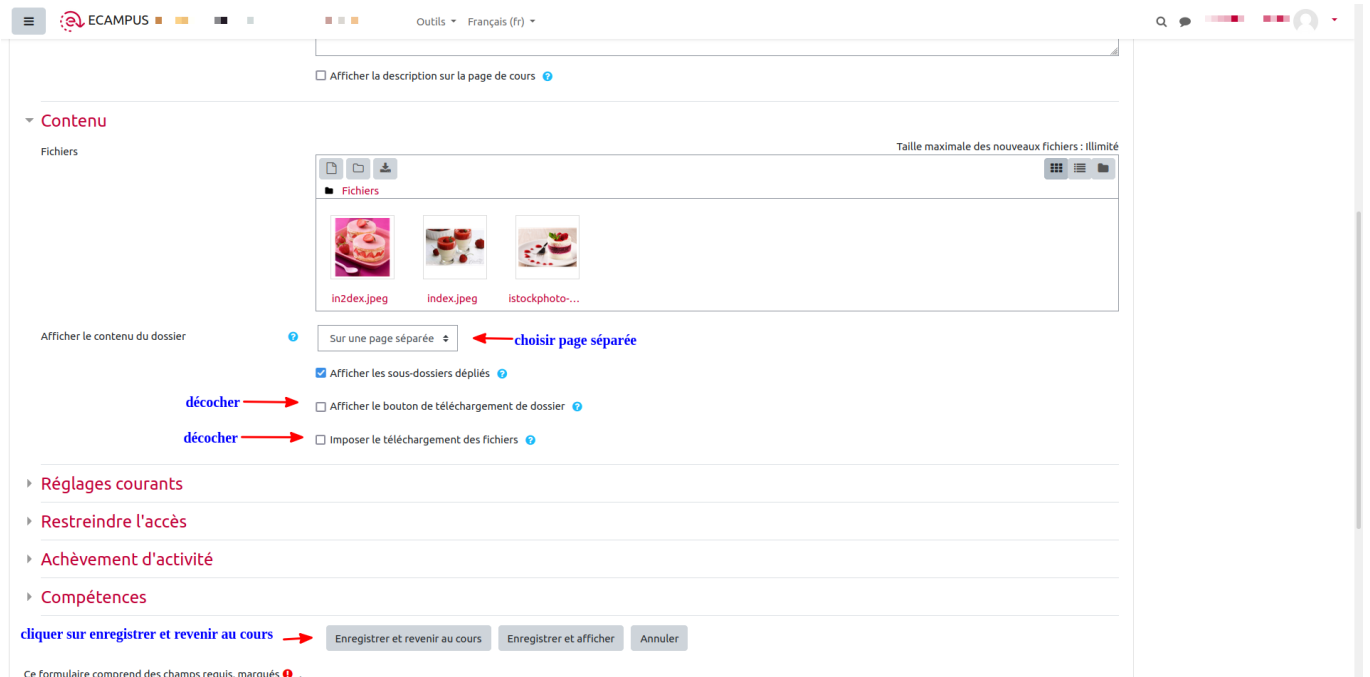 ECAMPUS
Outils
Français (fr)
Afficher la description sur la page de cours
Contenu
Fichiers
Taille maximale des nouveaux fichiers : Illimité
Fichiers
in2dex.jpeg
index.jpeg
istockphoto-...
Afficher le contenu du dossier
Sur une page séparée
choisir page séparée
Afficher les sous-dossiers dépliés
décocher
Afficher le bouton de téléchargement de dossier
décocher
Imposer le téléchargement des fichiers
Réglages courants
Restreindre l'accès
Achèvement d'activité
Compétences
cliquer sur enregistrer et revenir au cours
Enregistrer et revenir au cours
Enregistrer et afficher
Annuler
Ce formulaire comprend des champs requis, marqués .